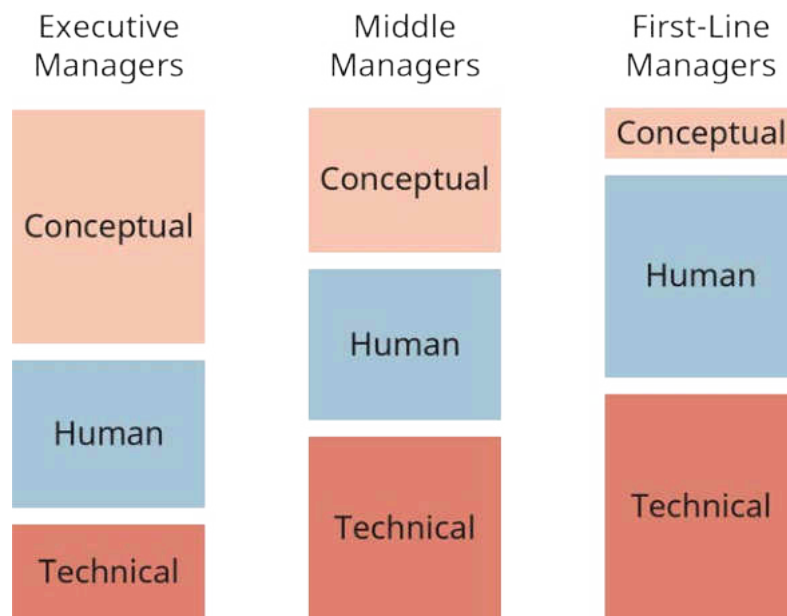 Executive
Managers
Middle
Managers
First-Line
Managers
Conceptual
Human
Technical
Conceptual
Human
Technical
Conceptual
Human
Technical